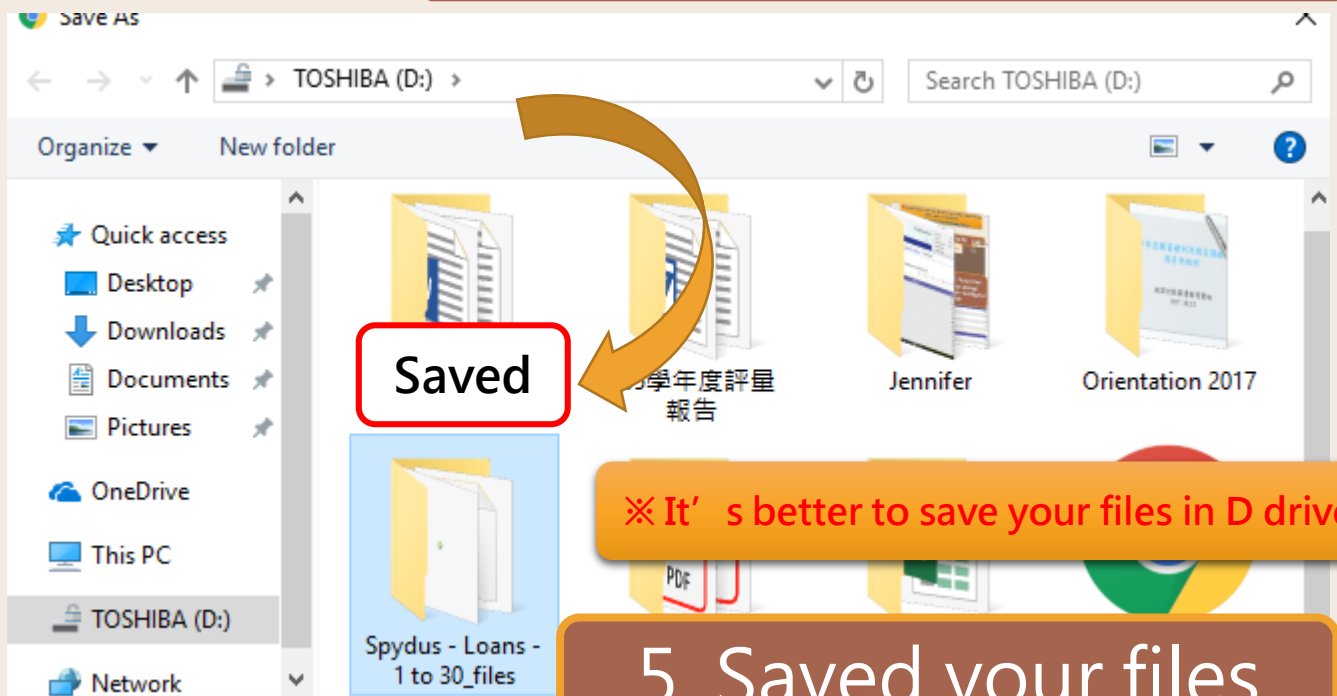 Save As
TOSHIBA (D:)
Search TOSHIBA (D:)
Organize
New folder
Quick access
Desktop
Downloads
Documents
Pictures
OneDrive
This PC
TOSHIBA (D:)
Network
Saved
學年度評量
報告
Jennifer
Orientation 2017
※ It’s better to save your files in D drive
PDF
Spydus - Loans -
1 to 30_files
5. Saved your files